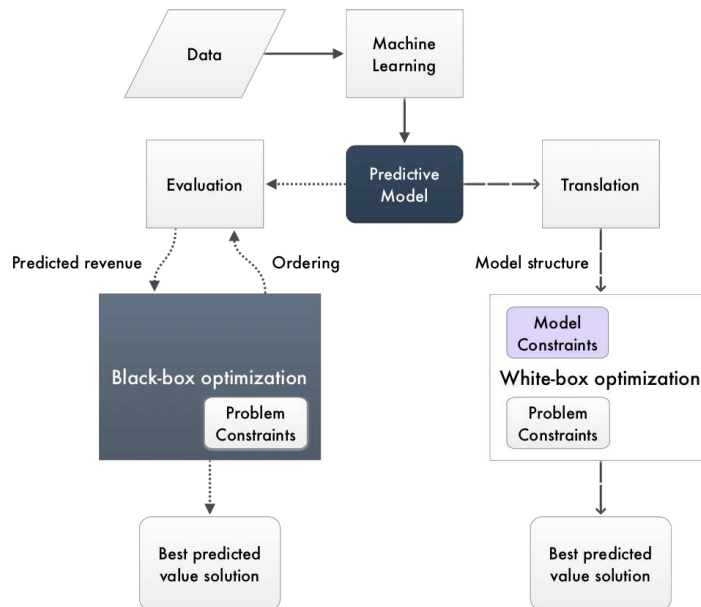 Data
Machine
Learning
Evaluation
Predictive
Model
Translation
Predicted revenue
Ordering
Model structure
Black-box optimization
Problem
Constraints
Model
Constraints
White-box optimization
Problem
Constraints
Best predicted
value solution
Best predicted
value solution